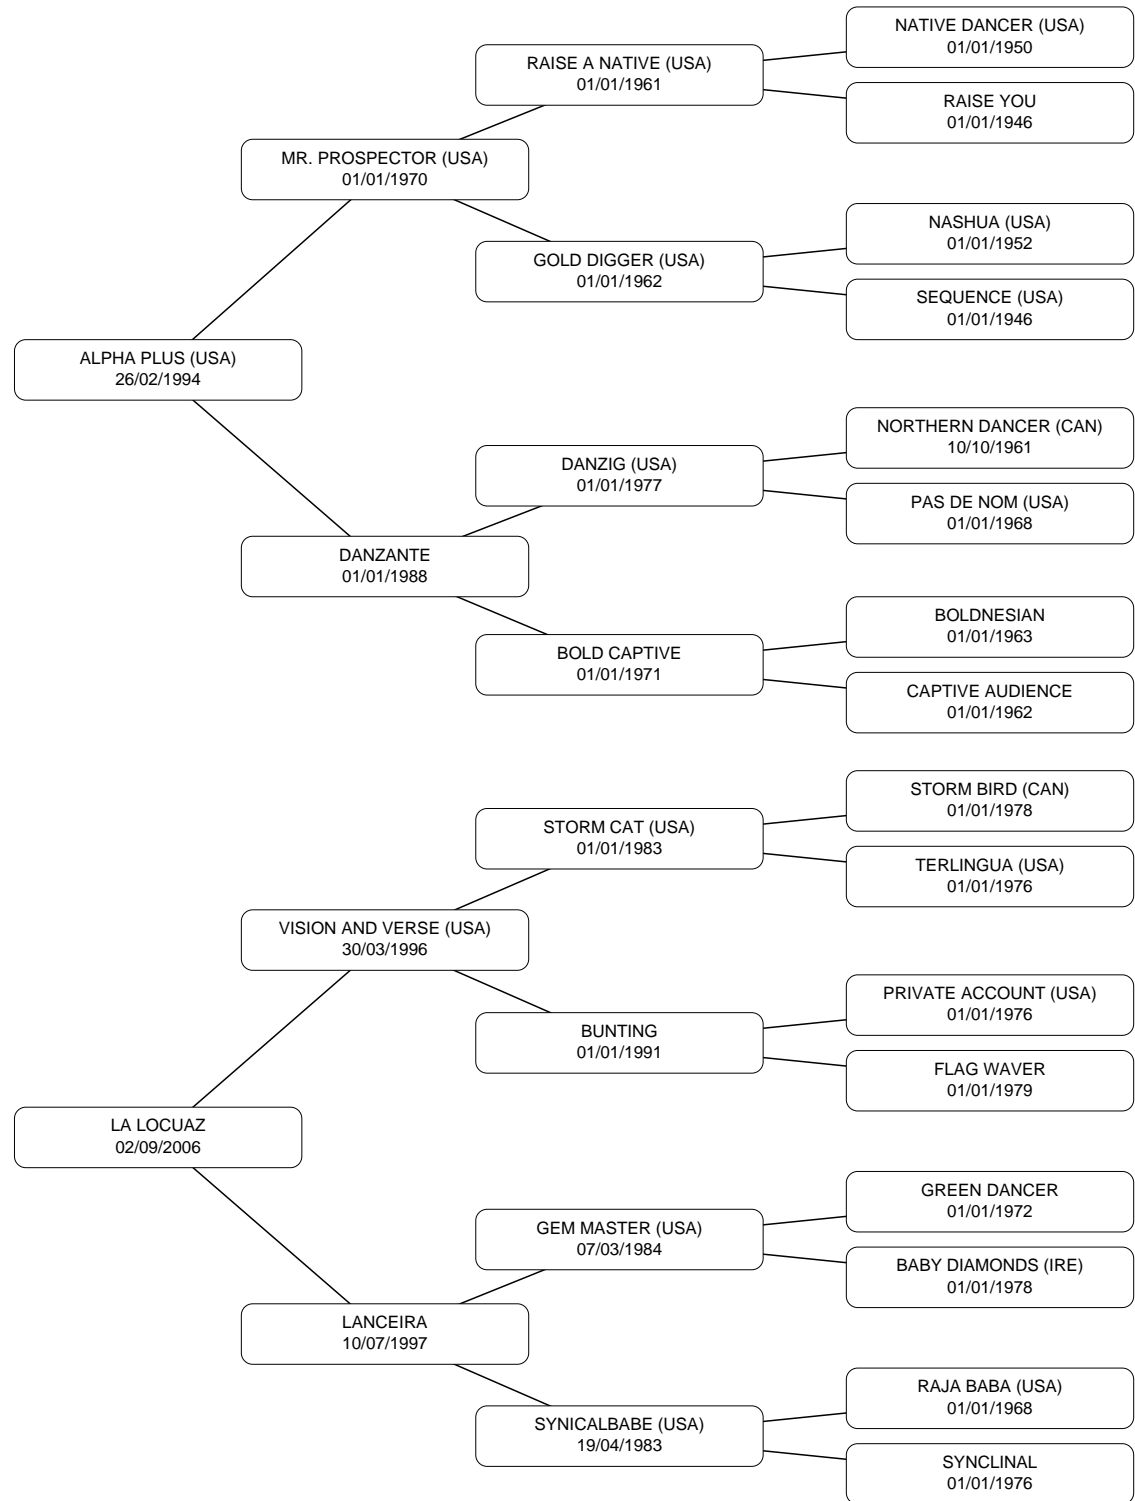 NATIVE DANCER (USA)
01/01/1950
RAISE A NATIVE (USA)
01/01/1961
RAISE YOU
01/01/1946
MR. PROSPECTOR (USA)
01/01/1970
NASHUA (USA)
01/01/1952
GOLD DIGGER (USA)
01/01/1962
SEQUENCE (USA)
01/01/1946
ALPHA PLUS (USA)
26/02/1994
NORTHERN DANCER (CAN)
10/10/1961
DANZIG (USA)
01/01/1977
PAS DE NOM (USA)
01/01/1968
DANZANTE
01/01/1988
BOLDNESIAN
01/01/1963
BOLD CAPTIVE
01/01/1971
CAPTIVE AUDIENCE
01/01/1962
STORM BIRD (CAN)
01/01/1978
STORM CAT (USA)
01/01/1983
TERLINGUA (USA)
01/01/1976
VISION AND VERSE (USA)
30/03/1996
PRIVATE ACCOUNT (USA)
01/01/1976
BUNTING
01/01/1991
FLAG WAVER
01/01/1979
LA LOCUAZ
02/09/2006
GREEN DANCER
01/01/1972
GEM MASTER (USA)
07/03/1984
BABY DIAMONDS (IRE)
01/01/1978
LANCEIRA
10/07/1997
RAJA BABA (USA)
01/01/1968
SYNICALBABE (USA)
19/04/1983
SYNCLINAL
01/01/1976